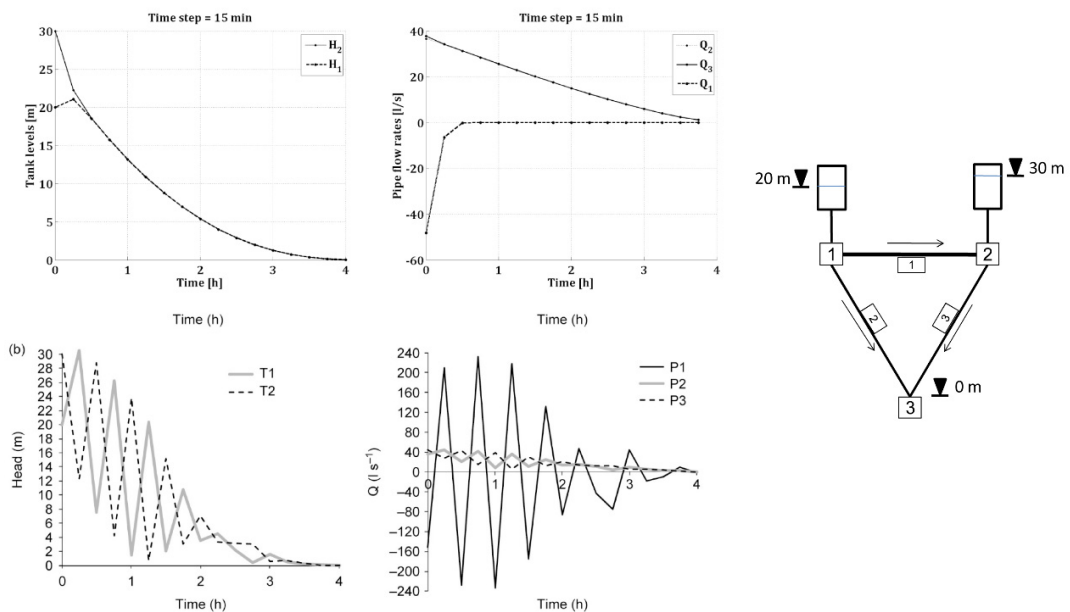 Time step = 15 min
Tank levels [m]
30
25
20
15
10
5
0
H₂
H₁
0 1 2 3 4
Time [h]
Time step = 15 min
Pipe flow rates [l/s]
40
20
0
-20
-40
-60
Q₂
Q₃
Q₁
0 1 2 3 4
Time [h]
20 m
30 m
1
2
1
2
3
3
0 m
Time (h)
Time (h)
(b)
Head (m)
30
28
26
24
22
20
18
16
14
12
10
8
6
4
2
0
T1
T2
0 1 2 3 4
Time (h)
Q (l s⁻¹)
240
200
160
120
80
40
0
–40
–80
–120
–160
–200
–240
P1
P2
P3
0 1 2 3 4
Time (h)